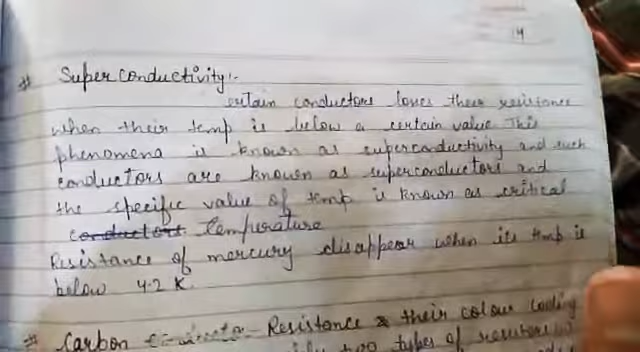 14
# Superconductivity:-
certain conductors loses their resistance
when their temp is below a certain value. This
phenomena is known as superconductivity and such
conductors are known as superconductors and
the specific value of temp is known as critical
conductors temperature
Resistance of mercury disappear when its temp is
below 4.2 K.
# Carbon Resistance & their colour coding
two types of resistors